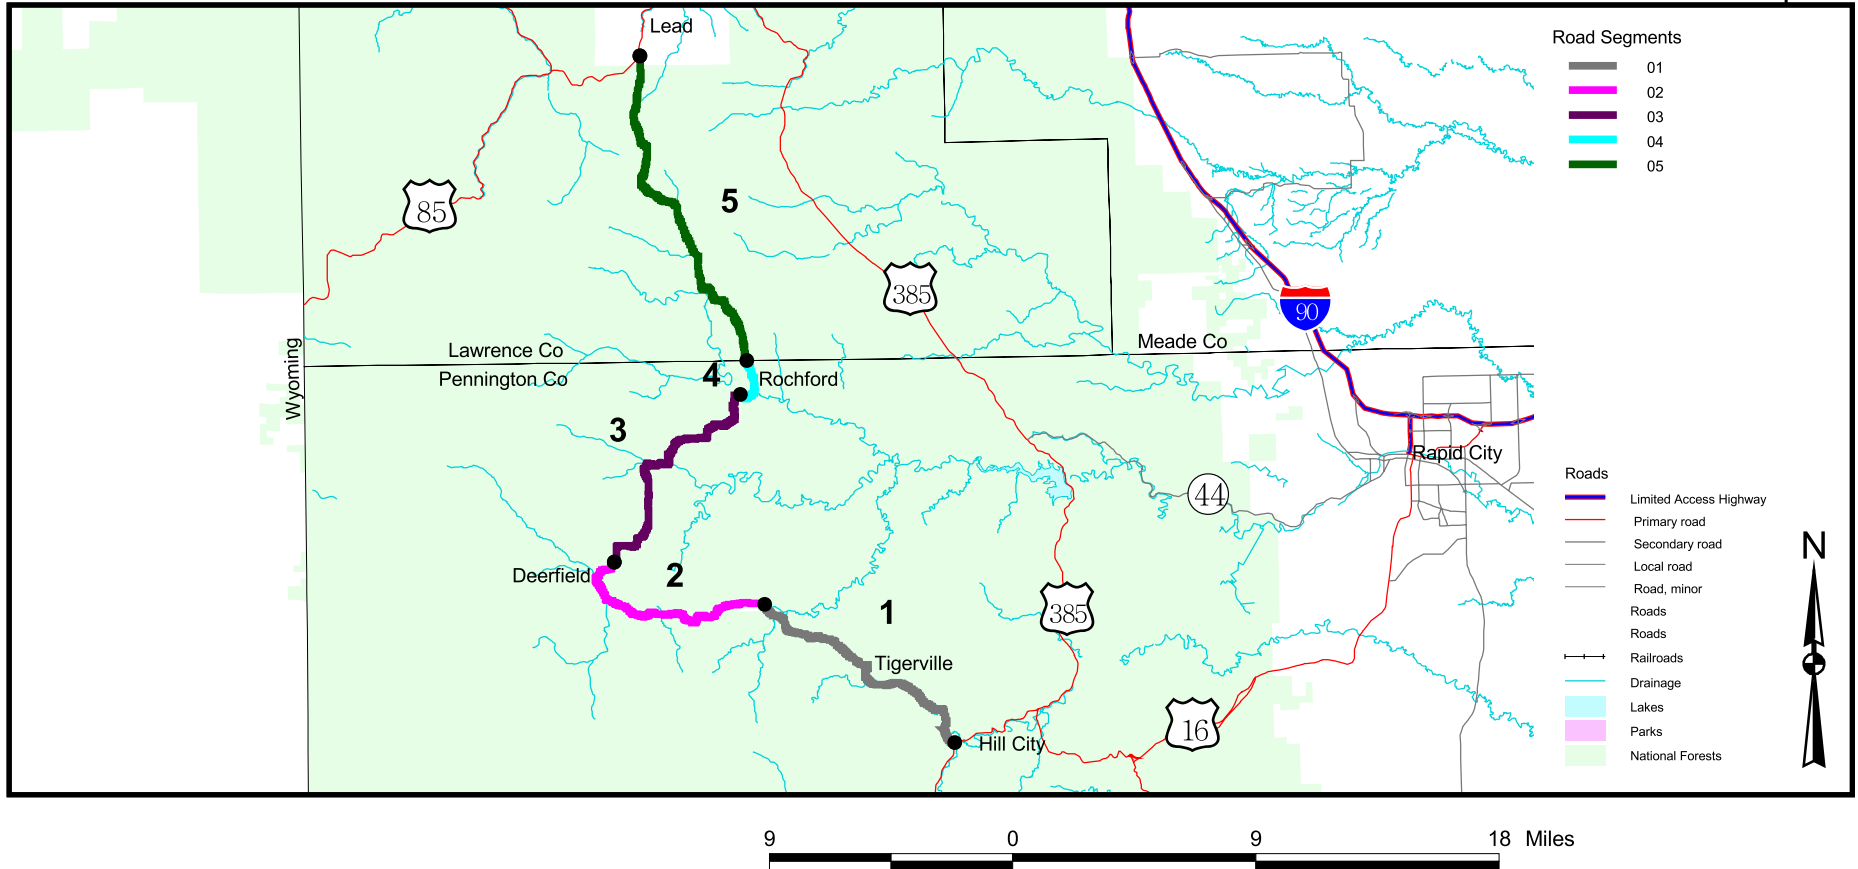 Lead
Road Segments
01
02
03
04
05
5
85
385
90
Meade Co
Lawrence Co
Wyoming
4
Rochford
Pennington Co
3
Rapid City
Roads
44
Limited Access Highway
Primary road
N
Secondary road
Local road
Deerfield
2
Road, minor
1
385
Roads
Roads
Tigerville
Railroads
Drainage
Lakes
16
Parks
Hill City
National Forests
9 0 9 18 Miles